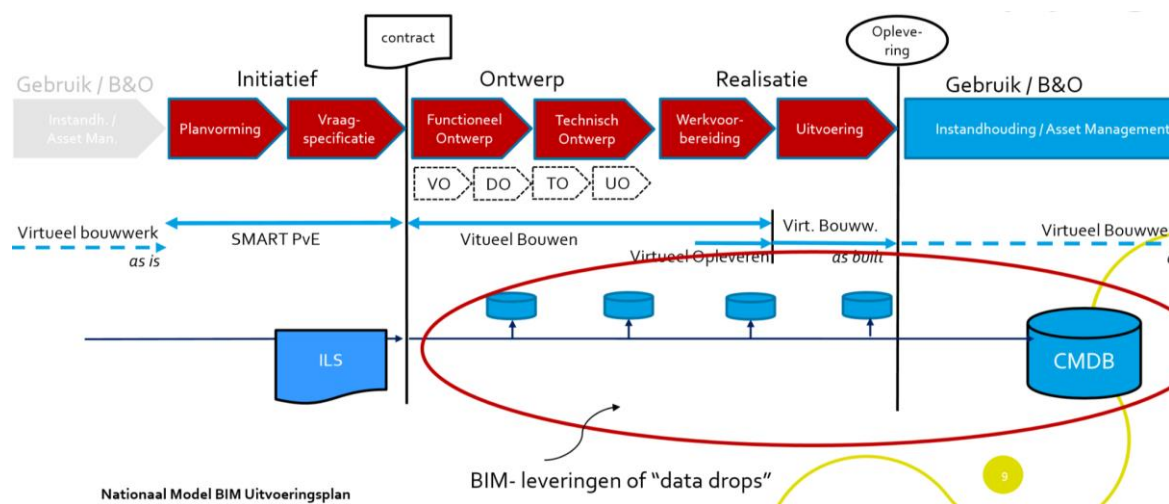 contract
Opleve-
ring
Gebruik / B&O
Initiatief
Ontwerp
Realisatie
Gebruik / B&O
Instandh. /
Asset Man.
Planvorming
Vraag-
specificatie
Functioneel
Ontwerp
Technisch
Ontwerp
Werkvoor-
bereiding
Uitvoering
Instandhouding / Asset Management
VO
DO
TO
UO
Virtueel bouwwerk
as is
SMART PvE
Vitueel Bouwen
Virt. Bouww.
Virtueel Opleveren
as built
Virtueel Bouwwe
ILS
CMDB
BIM- leveringen of "data drops"
9
Nationaal Model BIM Uitvoeringsplan